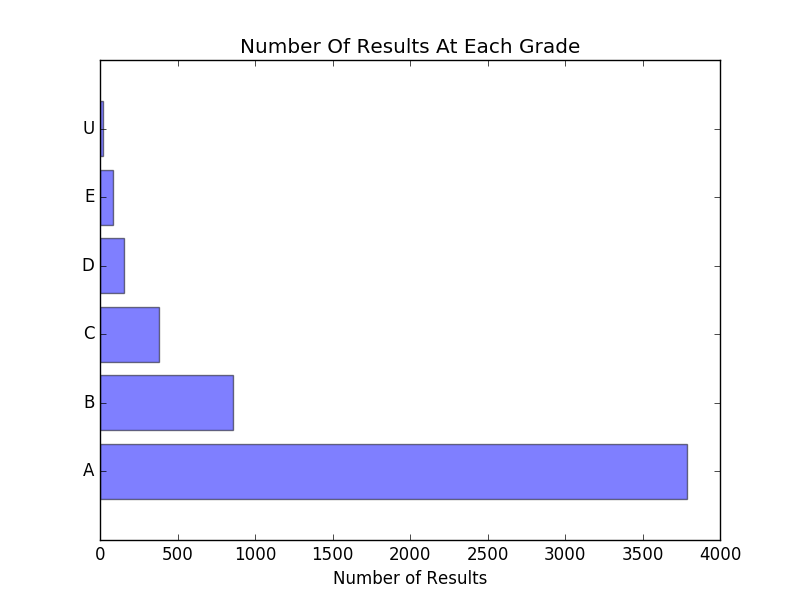 Number Of Results At Each Grade
U
E
D
C
B
A
0 500 1000 1500 2000 2500 3000 3500 4000
Number of Results